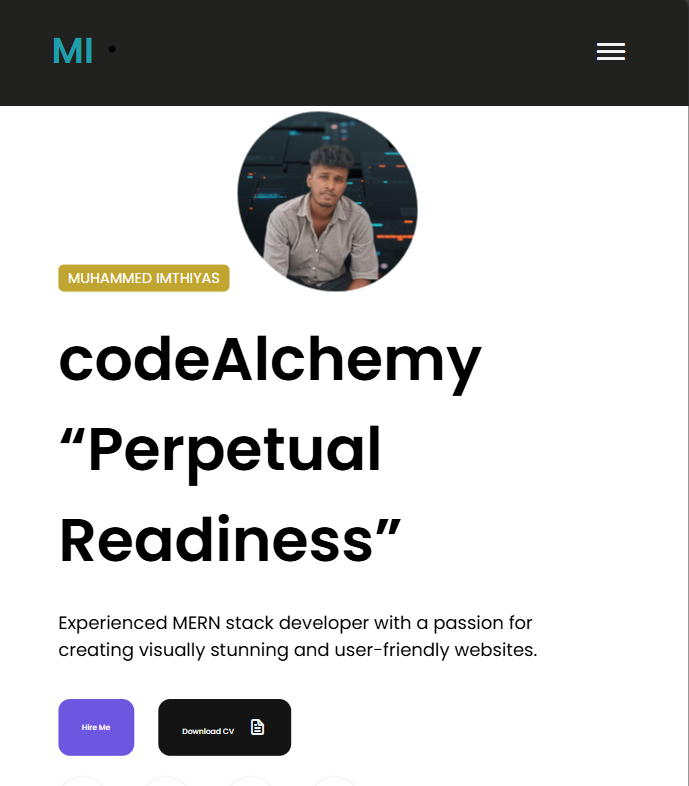 MI
MUHAMMED IMTHIYAS
codeAlchemy
“Perpetual
Readiness”
Experienced MERN stack developer with a passion for
creating visually stunning and user-friendly websites.
Hire Me
Download CV